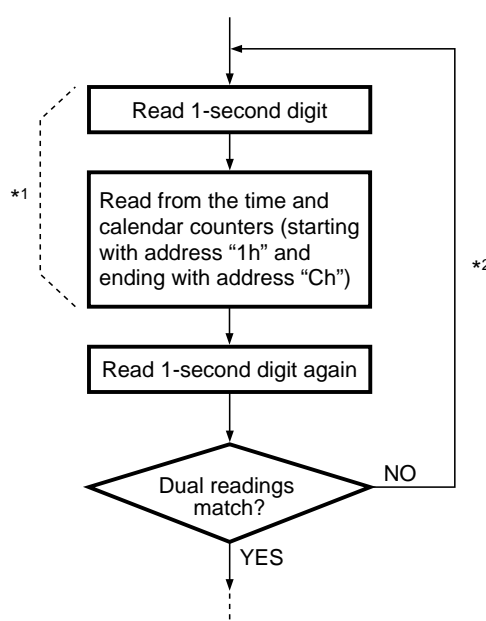 Read 1-second digit
*1
Read from the time and
calendar counters (starting
with address “1h” and
ending with address “Ch”)
*2
Read 1-second digit again
Dual readings
match?
NO
YES